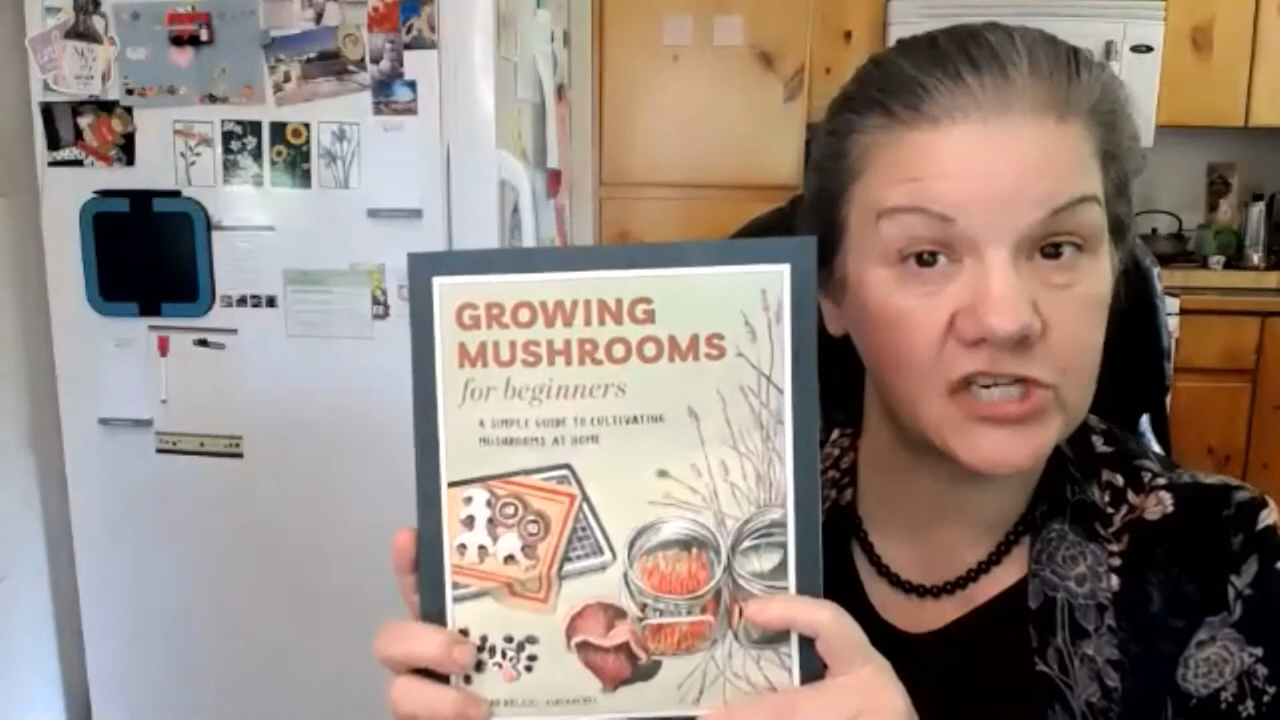 GROWING
MUSHROOMS
for beginners
A SIMPLE GUIDE TO CULTIVATING
MUSHROOMS AT HOME